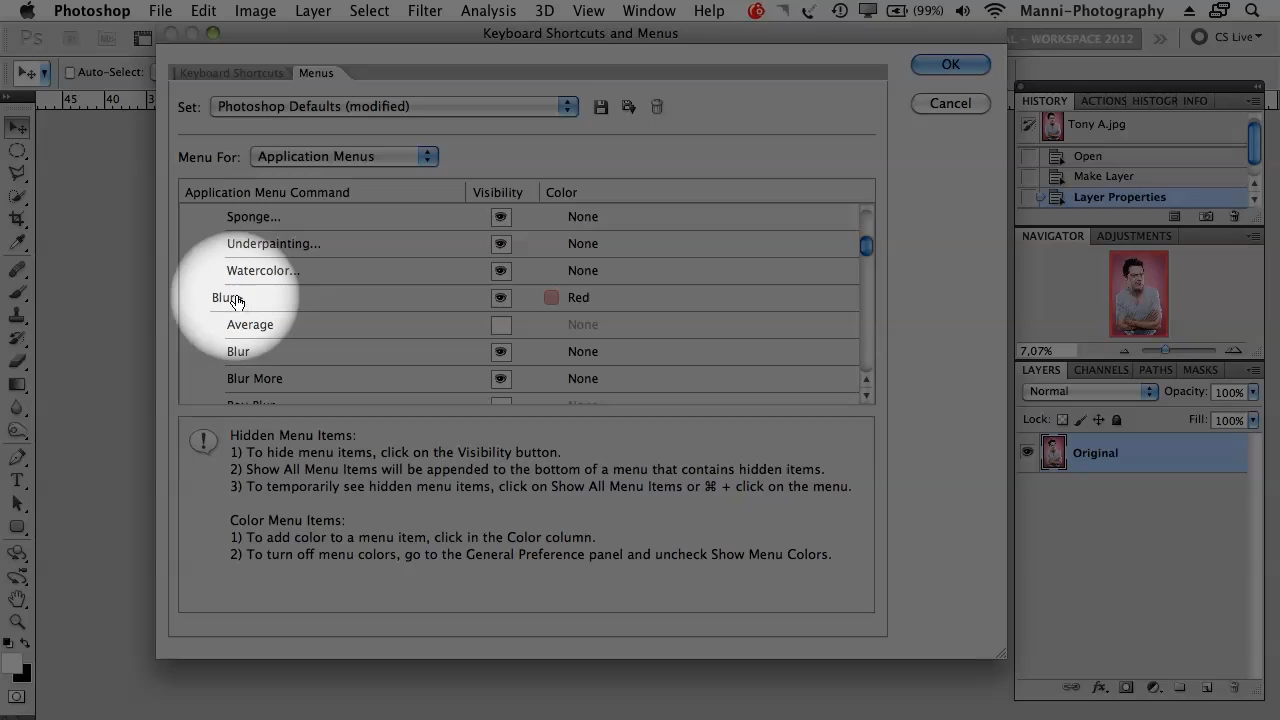 Photoshop File Edit Image Layer Select Filter Analysis 3D View Window Help (99%) Manni-Photography
Keyboard Shortcuts and Menus
Ps WORKSPACE 2012 CS Live
Auto-Select:
45 40
Keyboard Shortcuts Menus
OK
Set: Photoshop Defaults (modified)
Cancel
Menu For: Application Menus
Application Menu Command Visibility Color
Sponge... None
Underpainting... None
Watercolor... None
Red
Average None
Blur None
Blur More None
Hidden Menu Items:
1) To hide menu items, click on the Visibility button.
2) Show All Menu Items will be appended to the bottom of a menu that contains hidden items.
3) To temporarily see hidden menu items, click on Show All Menu Items or ⌘ + click on the menu.
Color Menu Items:
1) To add color to a menu item, click in the Color column.
2) To turn off menu colors, go to the General Preference panel and uncheck Show Menu Colors.
HISTORY ACTIONS HISTOGR INFO
Tony A.jpg
Open
Make Layer
Layer Properties
NAVIGATOR ADJUSTMENTS
7,07%
LAYERS CHANNELS PATHS MASKS
Normal Opacity: 100%
Lock: Fill: 100%
Original